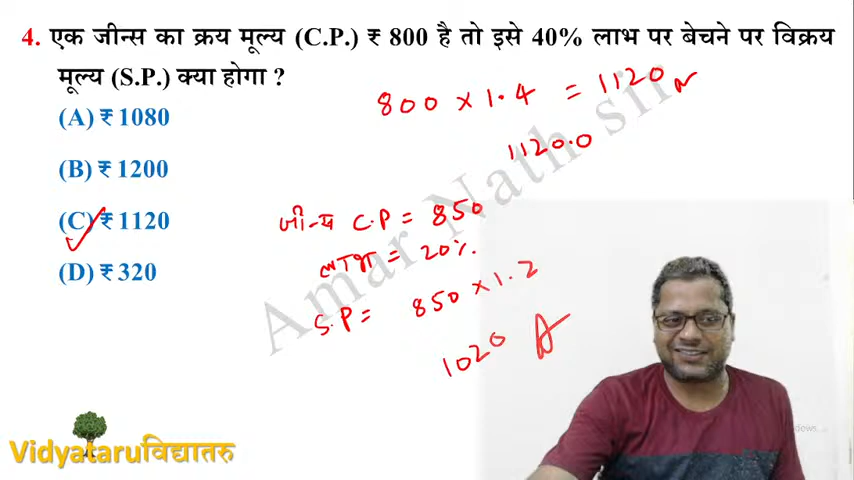 4. एक जीन्स का क्रय मूल्य (C.P.) ₹ 800 है तो इसे 40% लाभ पर बेचने पर विक्रय
मूल्य (S.P.) क्या होगा ?
800 × 1.4 = 1120
(A) ₹ 1080
1120.0
(B) ₹ 1200
(C) ₹ 1120
जीन्स C.P = 850
लाभ = 20%.
(D) ₹ 320
S.P = 850 × 1.2
1020 A
Amar Nath sir
Vidyataruविद्यातरु